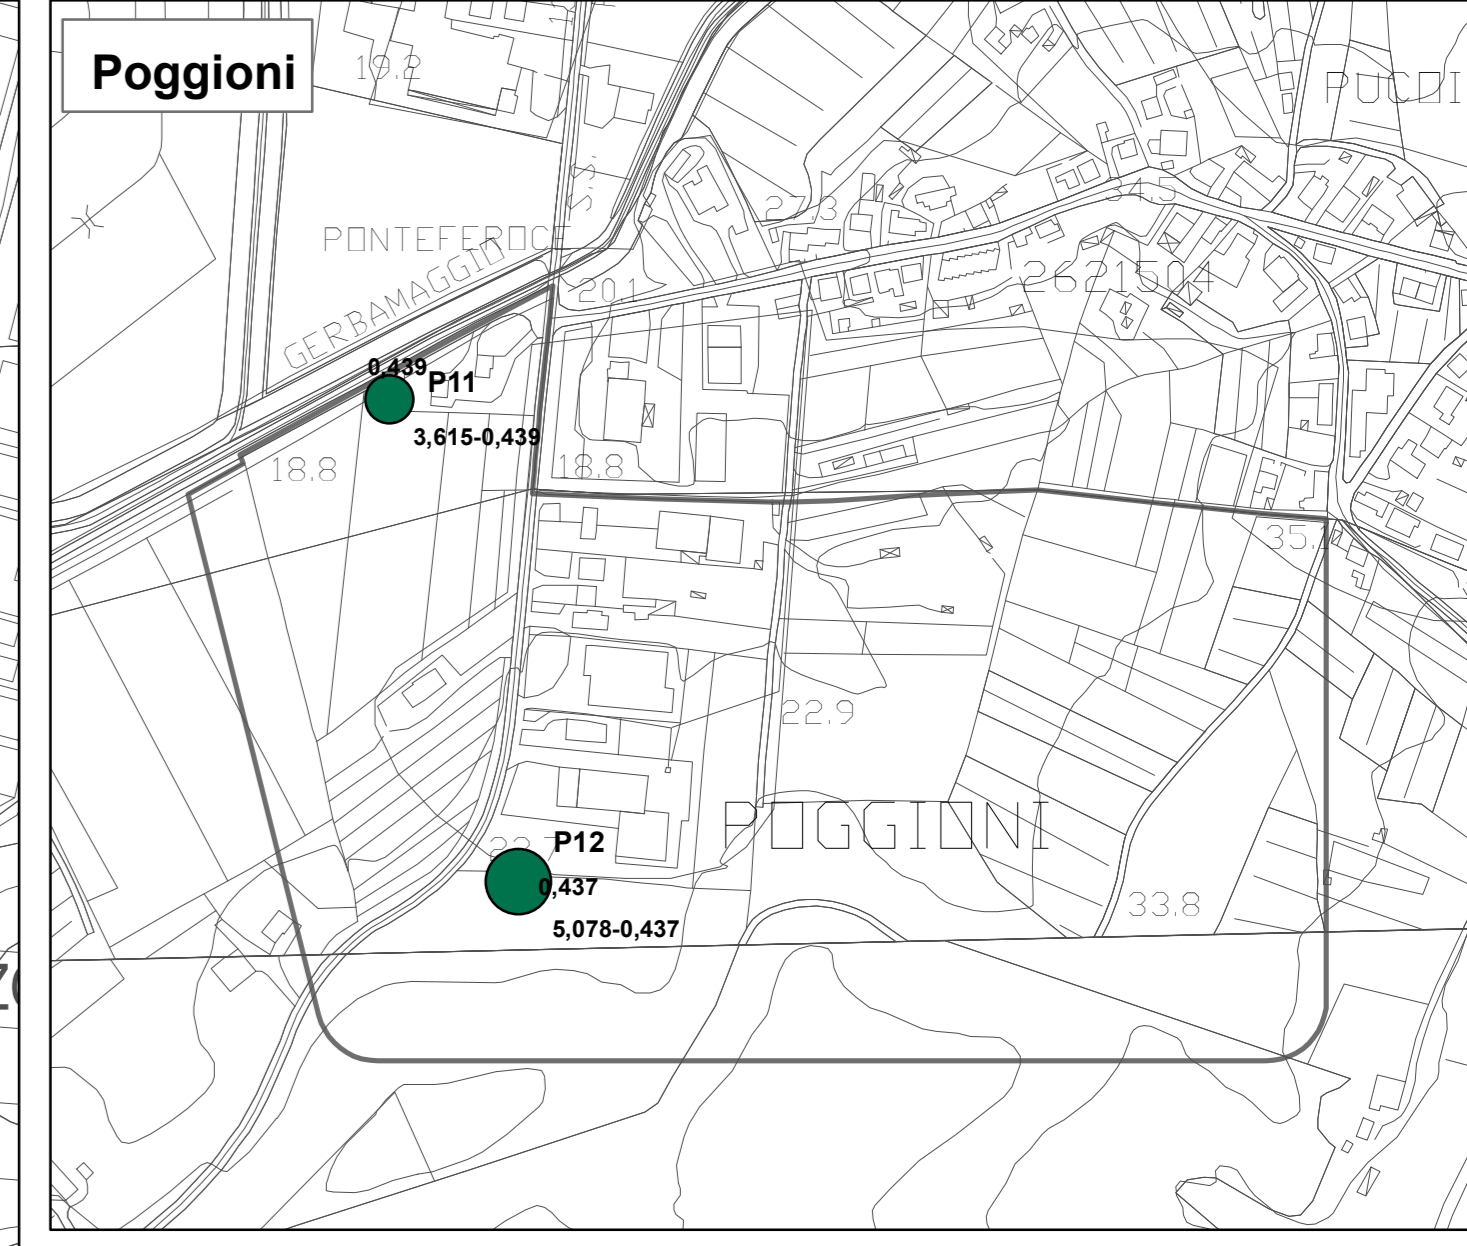 Poggioni
19.2
PUCCI
S.S.
27.3
34.5
PONTEFEROCE
GERBAMAGGIO
20.1
2621504
0,439
P11
3,615-0,439
18.8
18.8
35.1
22.9
POGGIONI
P12
0,437
33.8
5,078-0,437